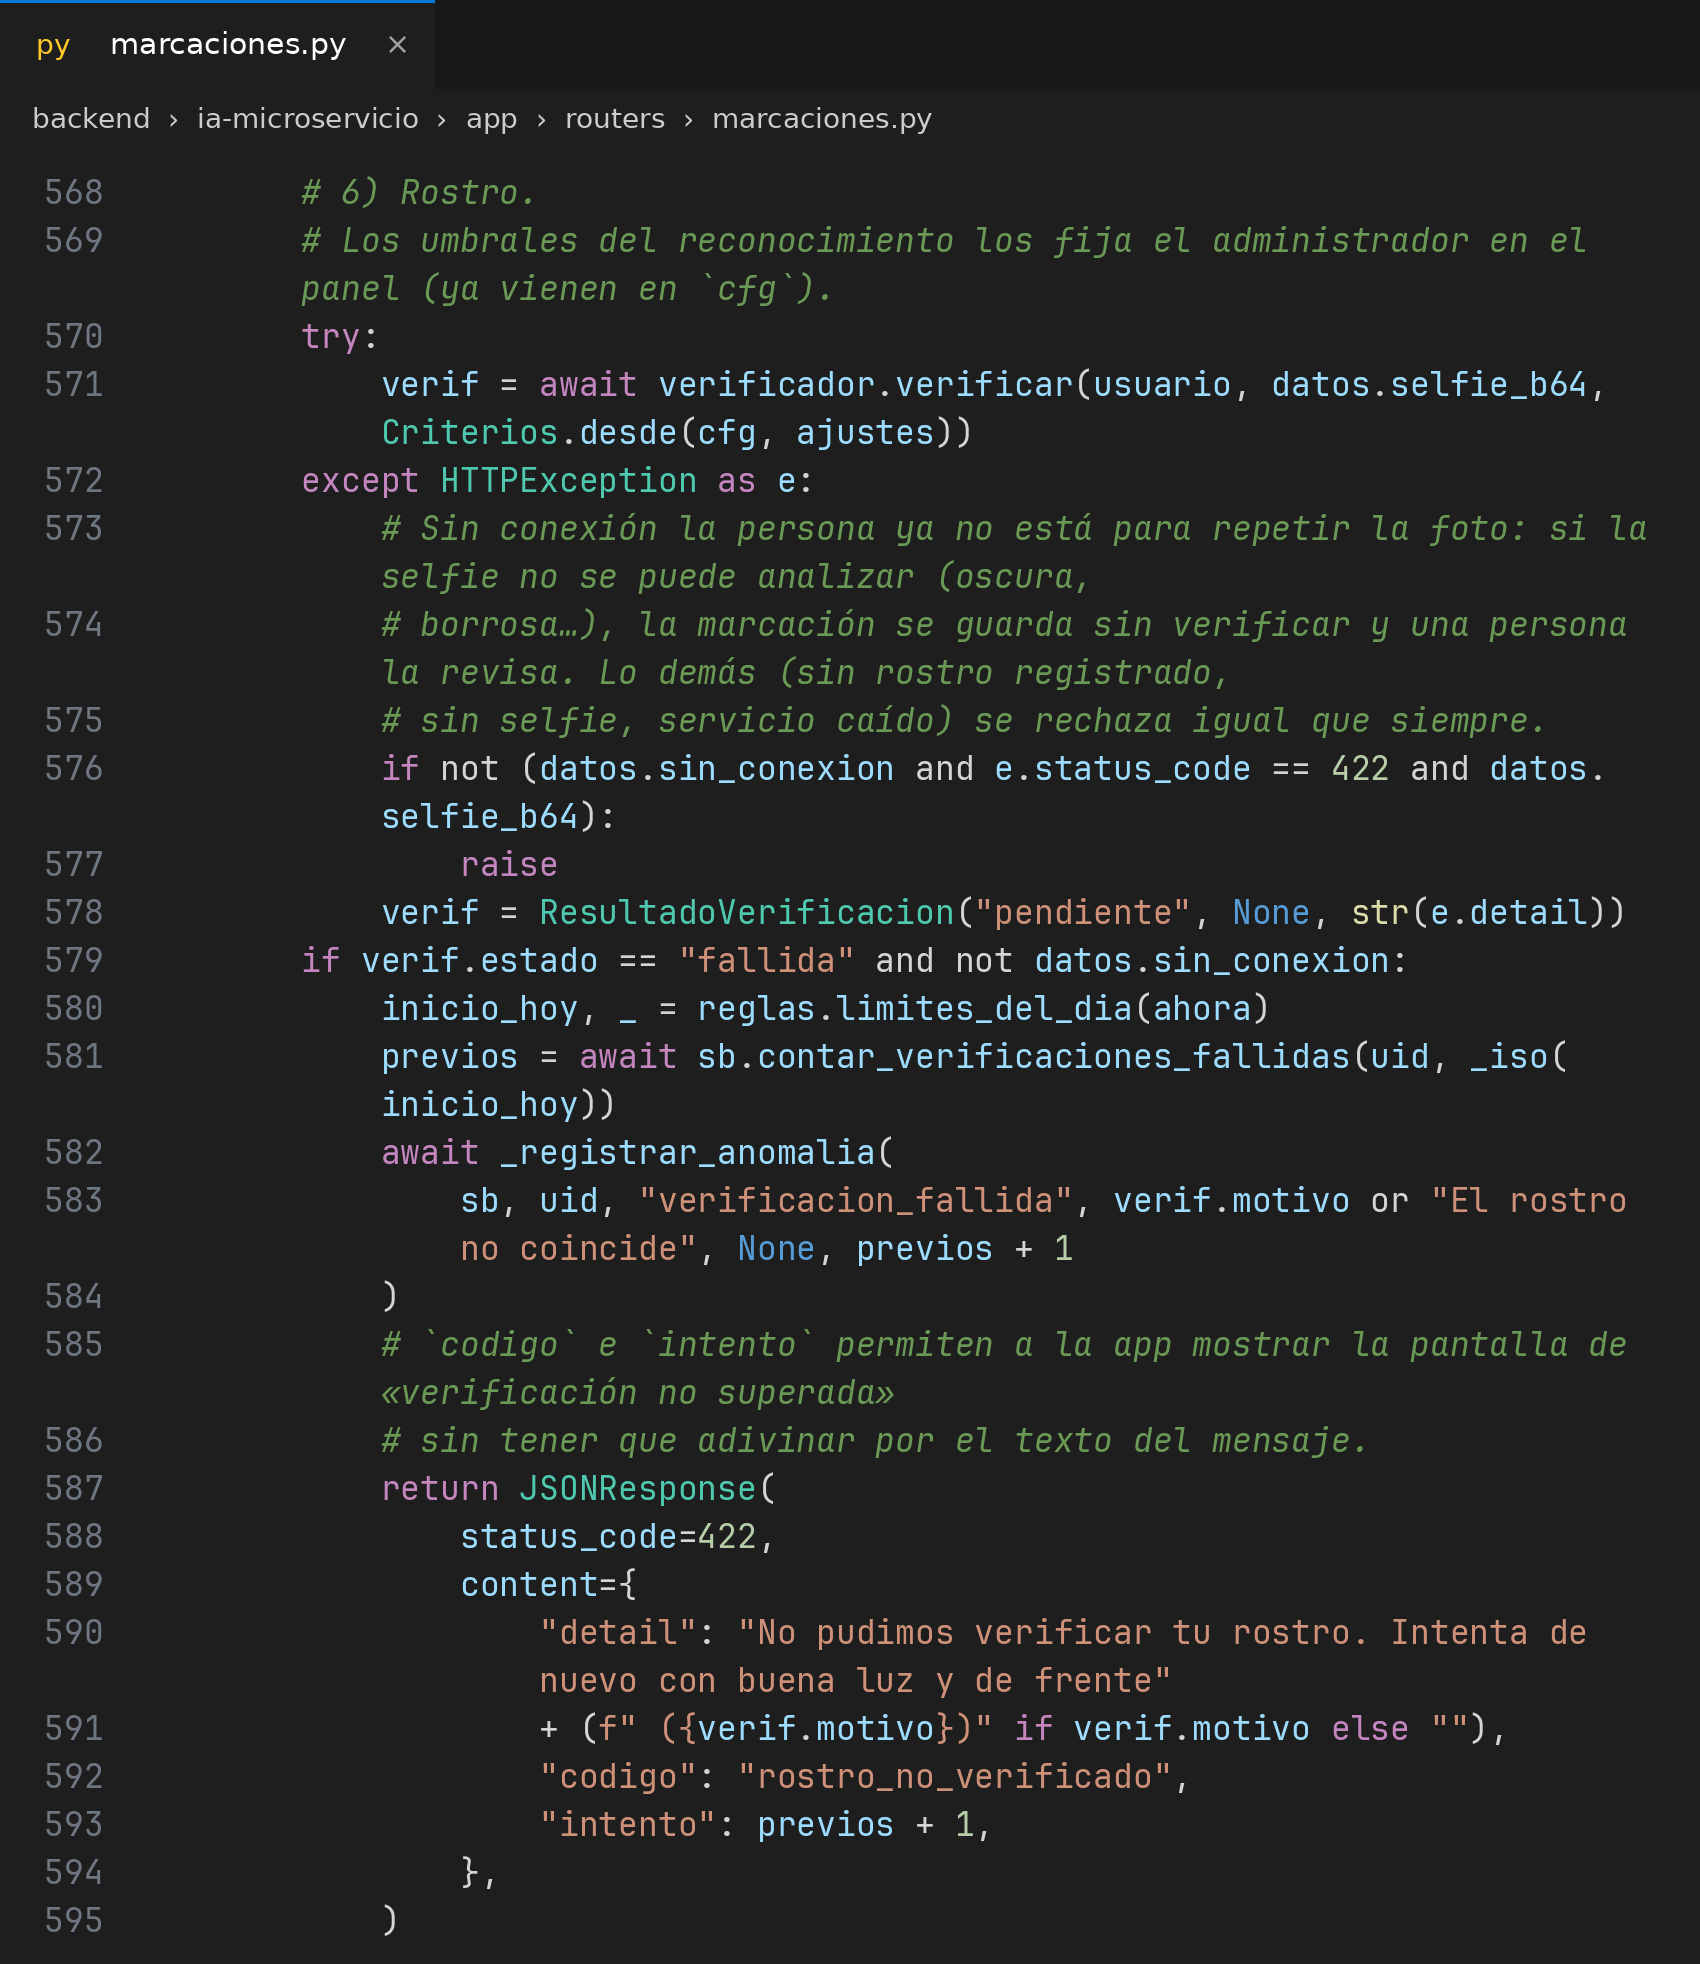 py marcaciones.py ×
backend › ia-microservicio › app › routers › marcaciones.py
568 # 6) Rostro.
569 # Los umbrales del reconocimiento los fija el administrador en el
panel (ya vienen en `cfg`).
570 try:
571 verif = await verificador.verificar(usuario, datos.selfie_b64,
Criterios.desde(cfg, ajustes))
572 except HTTPException as e:
573 # Sin conexión la persona ya no está para repetir la foto: si la
selfie no se puede analizar (oscura,
574 # borrosa…), la marcación se guarda sin verificar y una persona
la revisa. Lo demás (sin rostro registrado,
575 # sin selfie, servicio caído) se rechaza igual que siempre.
576 if not (datos.sin_conexion and e.status_code == 422 and datos.
selfie_b64):
577 raise
578 verif = ResultadoVerificacion("pendiente", None, str(e.detail))
579 if verif.estado == "fallida" and not datos.sin_conexion:
580 inicio_hoy, _ = reglas.limites_del_dia(ahora)
581 previos = await sb.contar_verificaciones_fallidas(uid, _iso(
inicio_hoy))
582 await _registrar_anomalia(
583 sb, uid, "verificacion_fallida", verif.motivo or "El rostro
no coincide", None, previos + 1
584 )
585 # `codigo` e `intento` permiten a la app mostrar la pantalla de
«verificación no superada»
586 # sin tener que adivinar por el texto del mensaje.
587 return JSONResponse(
588 status_code=422,
589 content={
590 "detail": "No pudimos verificar tu rostro. Intenta de
nuevo con buena luz y de frente"
591 + (f" ({verif.motivo})" if verif.motivo else ""),
592 "codigo": "rostro_no_verificado",
593 "intento": previos + 1,
594 },
595 )